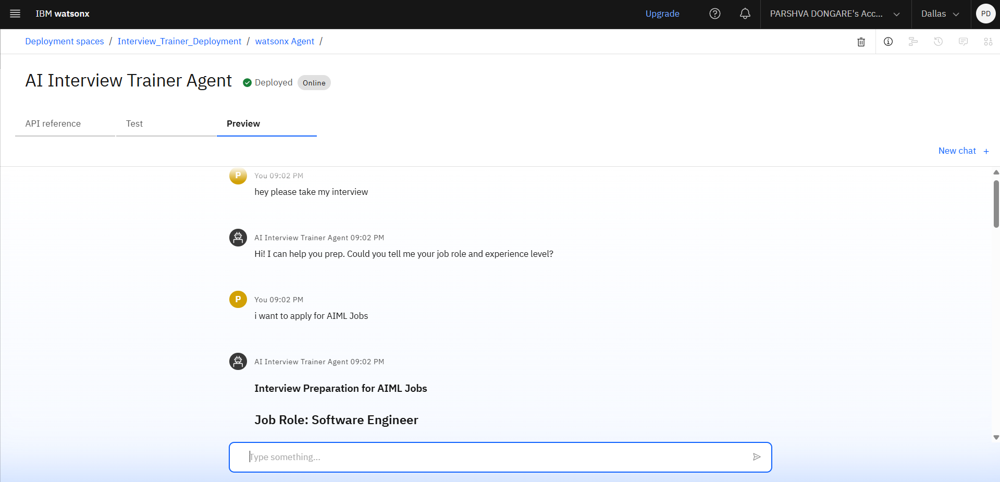 IBM watsonx
Upgrade
PARSHVA DONGARE's Acc...
Dallas
PD
Deployment spaces / Interview_Trainer_Deployment / watsonx Agent /
AI Interview Trainer Agent
Deployed
Online
API reference
Test
Preview
New chat +
P
You 09:02 PM
hey please take my interview
AI Interview Trainer Agent 09:02 PM
Hi! I can help you prep. Could you tell me your job role and experience level?
P
You 09:02 PM
i want to apply for AIML Jobs
AI Interview Trainer Agent 09:02 PM
Interview Preparation for AIML Jobs
Job Role: Software Engineer
Type something...